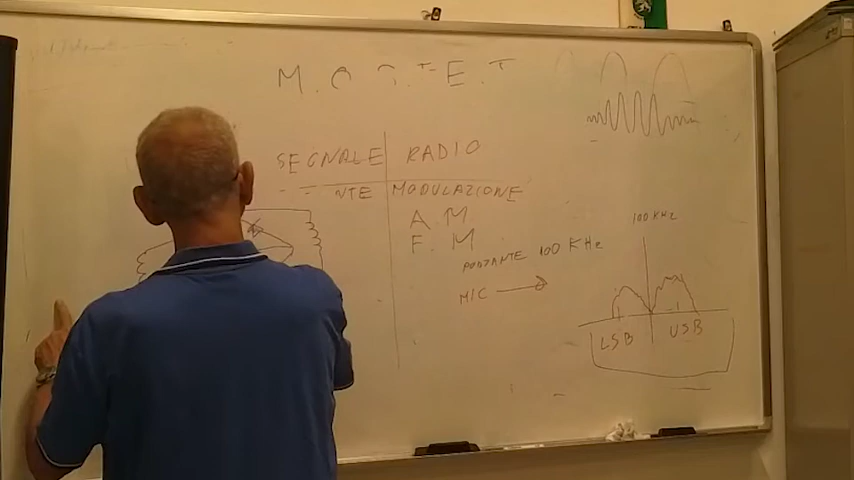 SEGNALE RADIO
NTE MODULAZIONE
A. M
F. M
PORTANTE 100 KHz
MIC
100 KHz
LSB USB